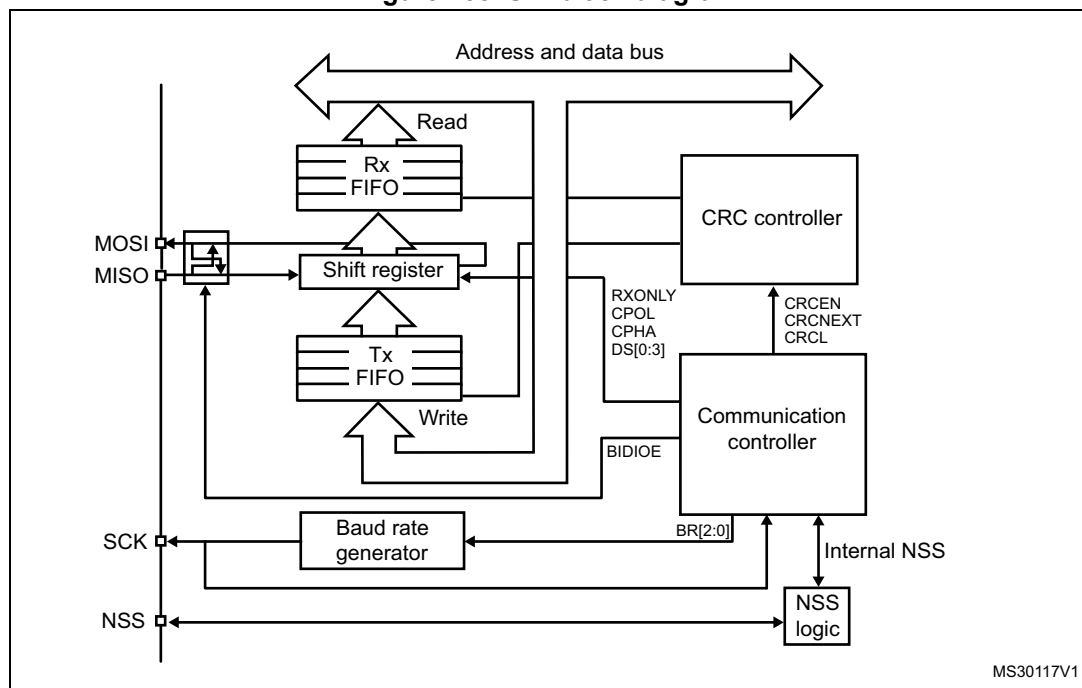 Address and data bus
Read
Rx
FIFO
CRC controller
MOSI
MISO
Shift register
RXONLY
CPOL
CPHA
DS[0:3]
CRCEN
CRCNEXT
CRCL
Tx
FIFO
Write
Communication
controller
BIDIOE
SCK
Baud rate
generator
BR[2:0]
Internal NSS
NSS
NSS
logic
MS30117V1